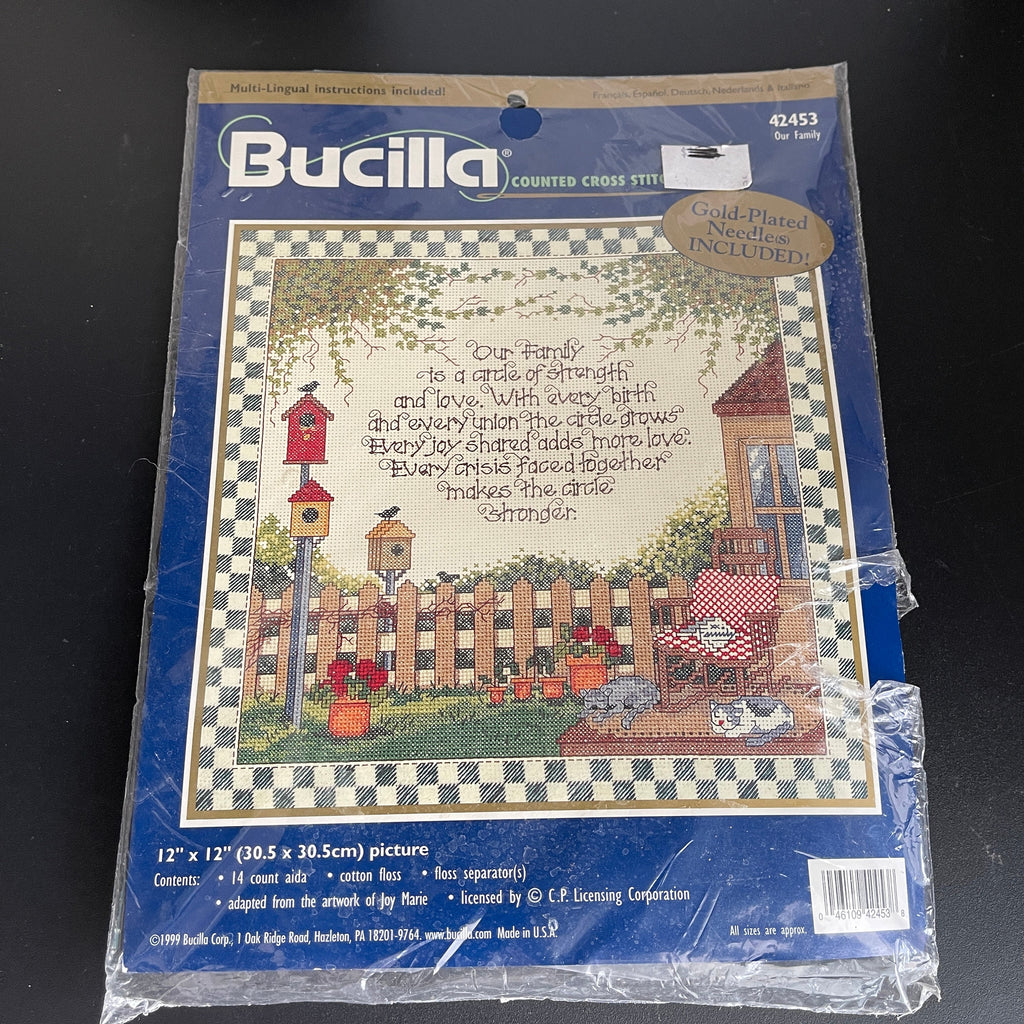 Multi-Lingual instructions included!
Français, Español, Deutsch, Nederlands & Italiano
42453
Our Family
Bucilla®
COUNTED CROSS
Gold-Plated
Needle(s)
INCLUDED!
Our Family
is a circle of strength
and love. With every birth
and every union the circle grows
Every joy shared adds more love.
Every crisis faced together
makes the circle
stronger.
Family
12" x 12" (30.5 x 30.5cm) picture
Contents: • 14 count aida • cotton floss • floss separator(s)
• adapted from the artwork of Joy Marie • licensed by © C.P. Licensing Corporation
©1999 Bucilla Corp., 1 Oak Ridge Road, Hazleton, PA 18201-9764. www.bucilla.com Made in U.S.A.
All sizes are approx.
0 46109 42453 8